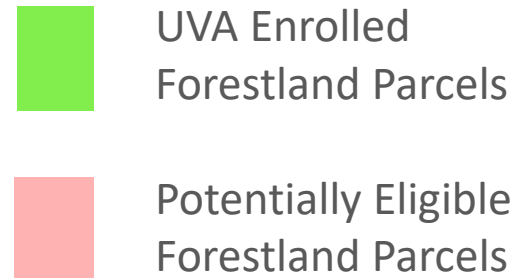 UVA Enrolled
Forestland Parcels
Potentially Eligible
Forestland Parcels